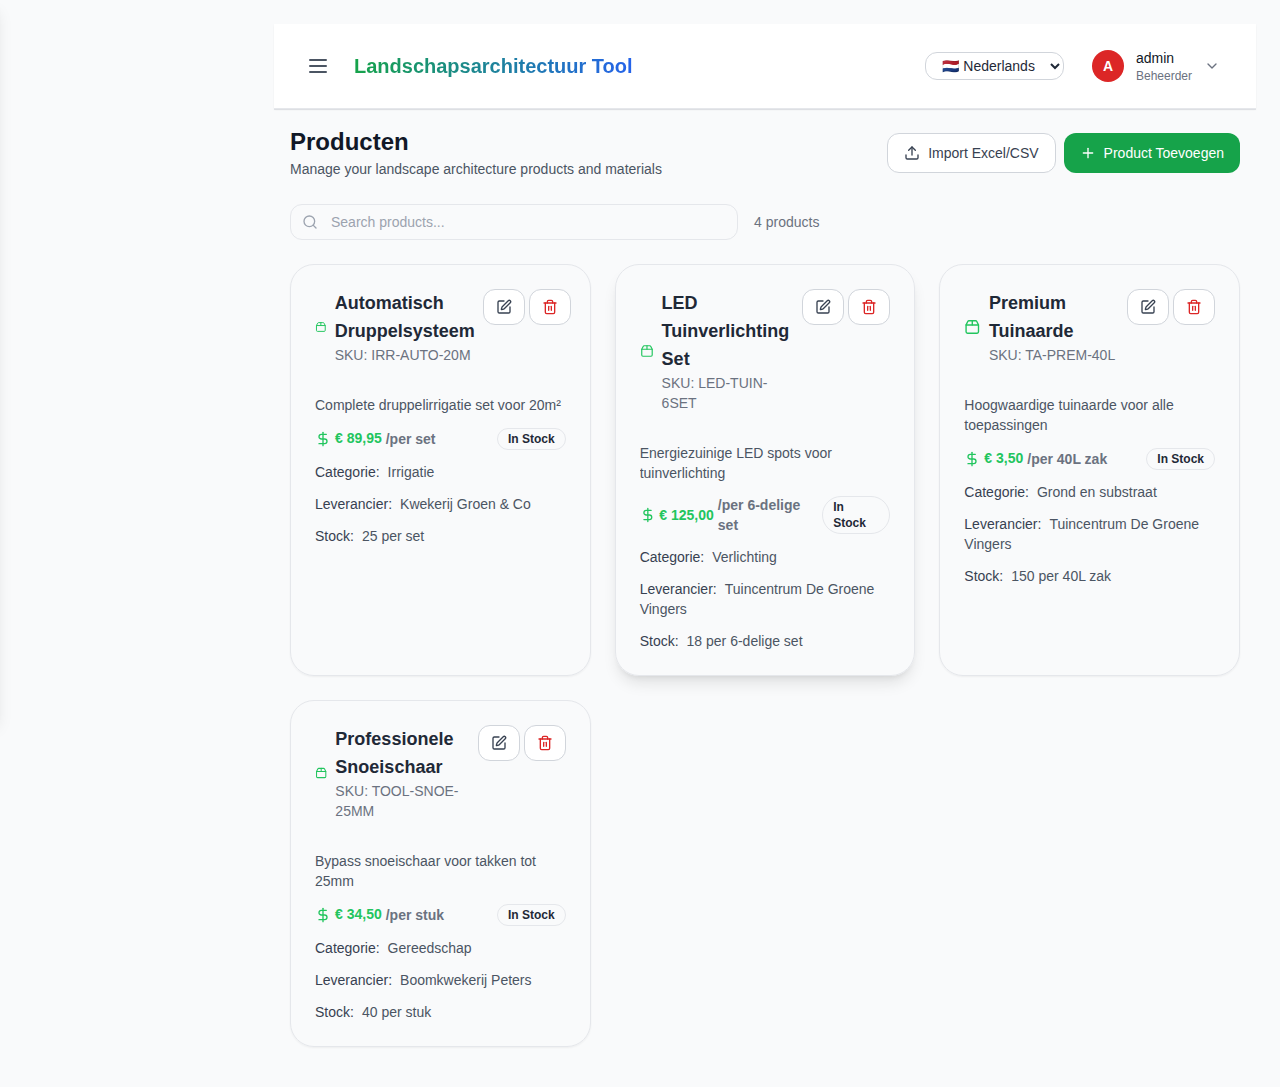 Landschapsarchitectuur Tool
🇳🇱 Nederlands
A
admin
Beheerder
Producten
Manage your landscape architecture products and materials
Import Excel/CSV
Product Toevoegen
Search products...
4 products
Automatisch
Druppelsysteem
SKU: IRR-AUTO-20M
Complete druppelirrigatie set voor 20m²
€ 89,95 /per set
In Stock
Categorie: Irrigatie
Leverancier: Kwekerij Groen & Co
Stock: 25 per set
LED
Tuinverlichting
Set
SKU: LED-TUIN-
6SET
Energiezuinige LED spots voor
tuinverlichting
€ 125,00 /per 6-delige
set
In
Stock
Categorie: Verlichting
Leverancier: Tuincentrum De Groene
Vingers
Stock: 18 per 6-delige set
Premium
Tuinaarde
SKU: TA-PREM-40L
Hoogwaardige tuinaarde voor alle
toepassingen
€ 3,50 /per 40L zak
In Stock
Categorie: Grond en substraat
Leverancier: Tuincentrum De Groene
Vingers
Stock: 150 per 40L zak
Professionele
Snoeischaar
SKU: TOOL-SNOE-
25MM
Bypass snoeischaar voor takken tot
25mm
€ 34,50 /per stuk
In Stock
Categorie: Gereedschap
Leverancier: Boomkwekerij Peters
Stock: 40 per stuk